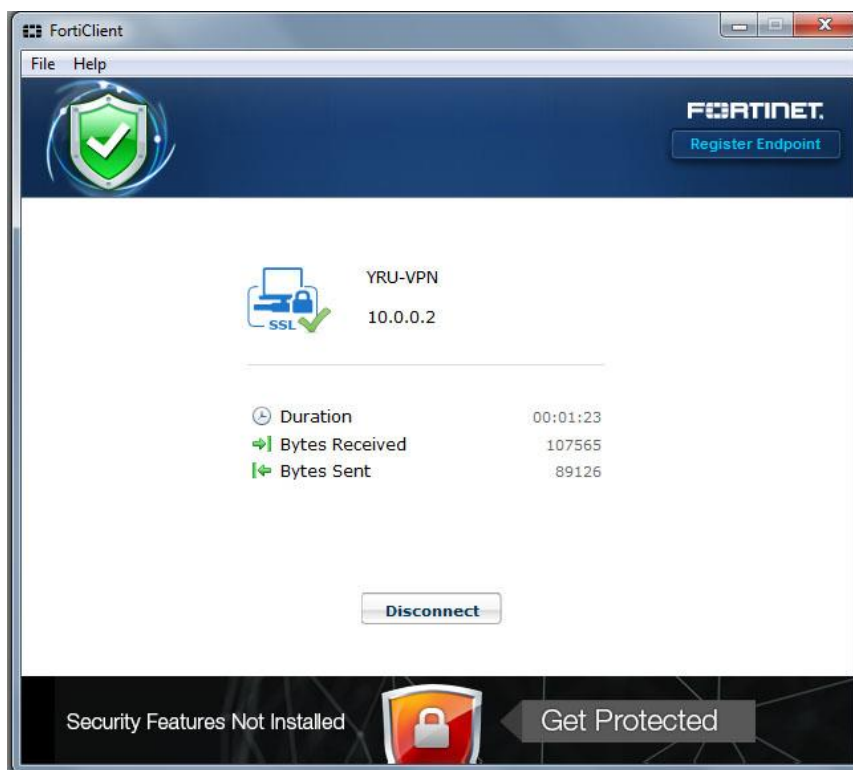 FortiClient
File Help
FORTINET.
Register Endpoint
YRU-VPN
10.0.0.2
SSL
Duration 00:01:23
Bytes Received 107565
Bytes Sent 89126
Disconnect
Security Features Not Installed
Get Protected